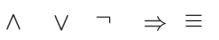 ∧ ∨ ¬ ⇒ ≡